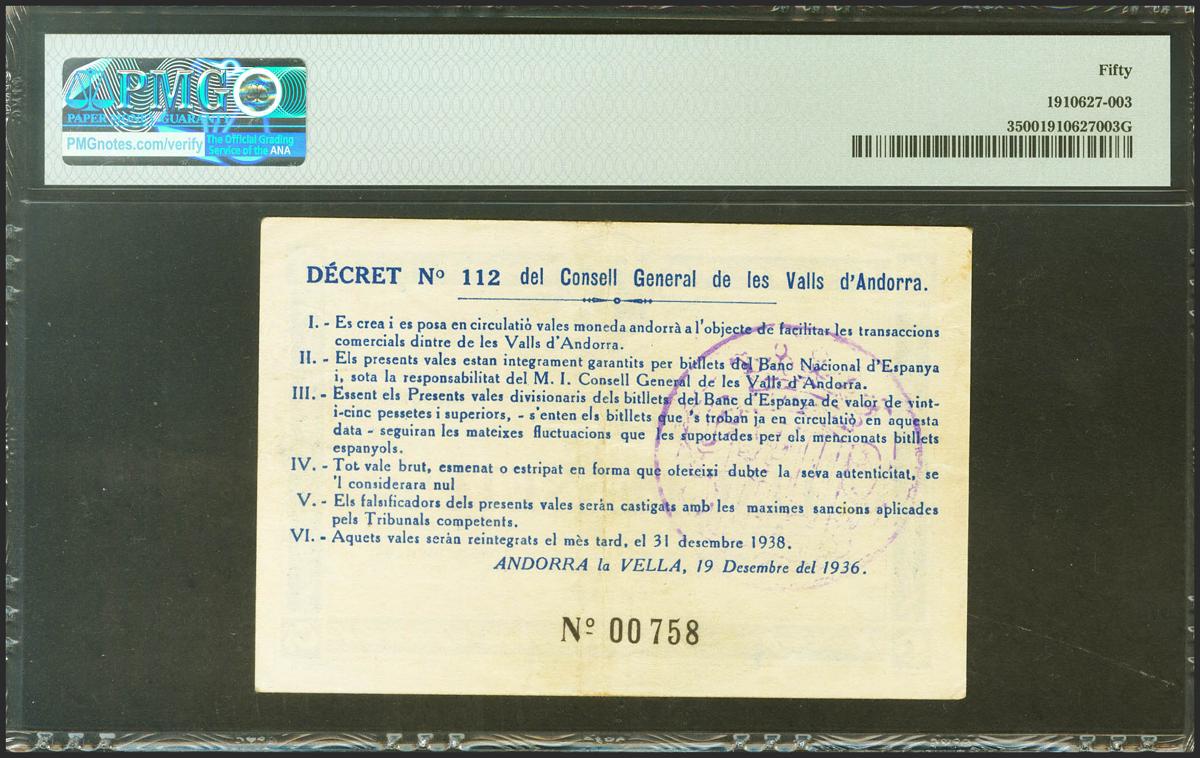 PMG
PAPER MONEY GUARANTY
PMGnotes.com/verify
The Official Grading
Service of the ANA
Fifty
1910627-003
35001910627003G
DÉCRET Nº 112 del Consell General de les Valls d'Andorra.
I. - Es crea i es posa en circulatiò vales moneda andorrà a l'objecte de facilitar les transaccions
comercials dintre de les Valls d'Andorra.
II. - Els presents vales estan integrament garantits per bitllets del Banc Nacional d'Espanya
i, sota la responsabilitat del M. I. Consell General de les Valls d'Andorra.
III. - Essent els Presents vales divisionaris dels bitllets del Banc d'Espanya de valor de vint-
i-cinc pessetes i superiors, - s'enten els bitllets que 's troban ja en circulatiò en aquesta
data - seguiran les mateixes fluctuacions que les suportades per els mencionats bitllets
espanyols.
IV. - Tot vale brut, esmenat o estripat en forma que ofereixi dubte la seva autenticitat, se
'l considerara nul
V. - Els falsificadors dels presents vales seràn castigats amb les maximes sancions aplicades
pels Tribunals competents.
VI. - Aquets vales seràn reintegrats el mès tard, el 31 desembre 1938.
ANDORRA la VELLA, 19 Desembre del 1936.
Nº 00758